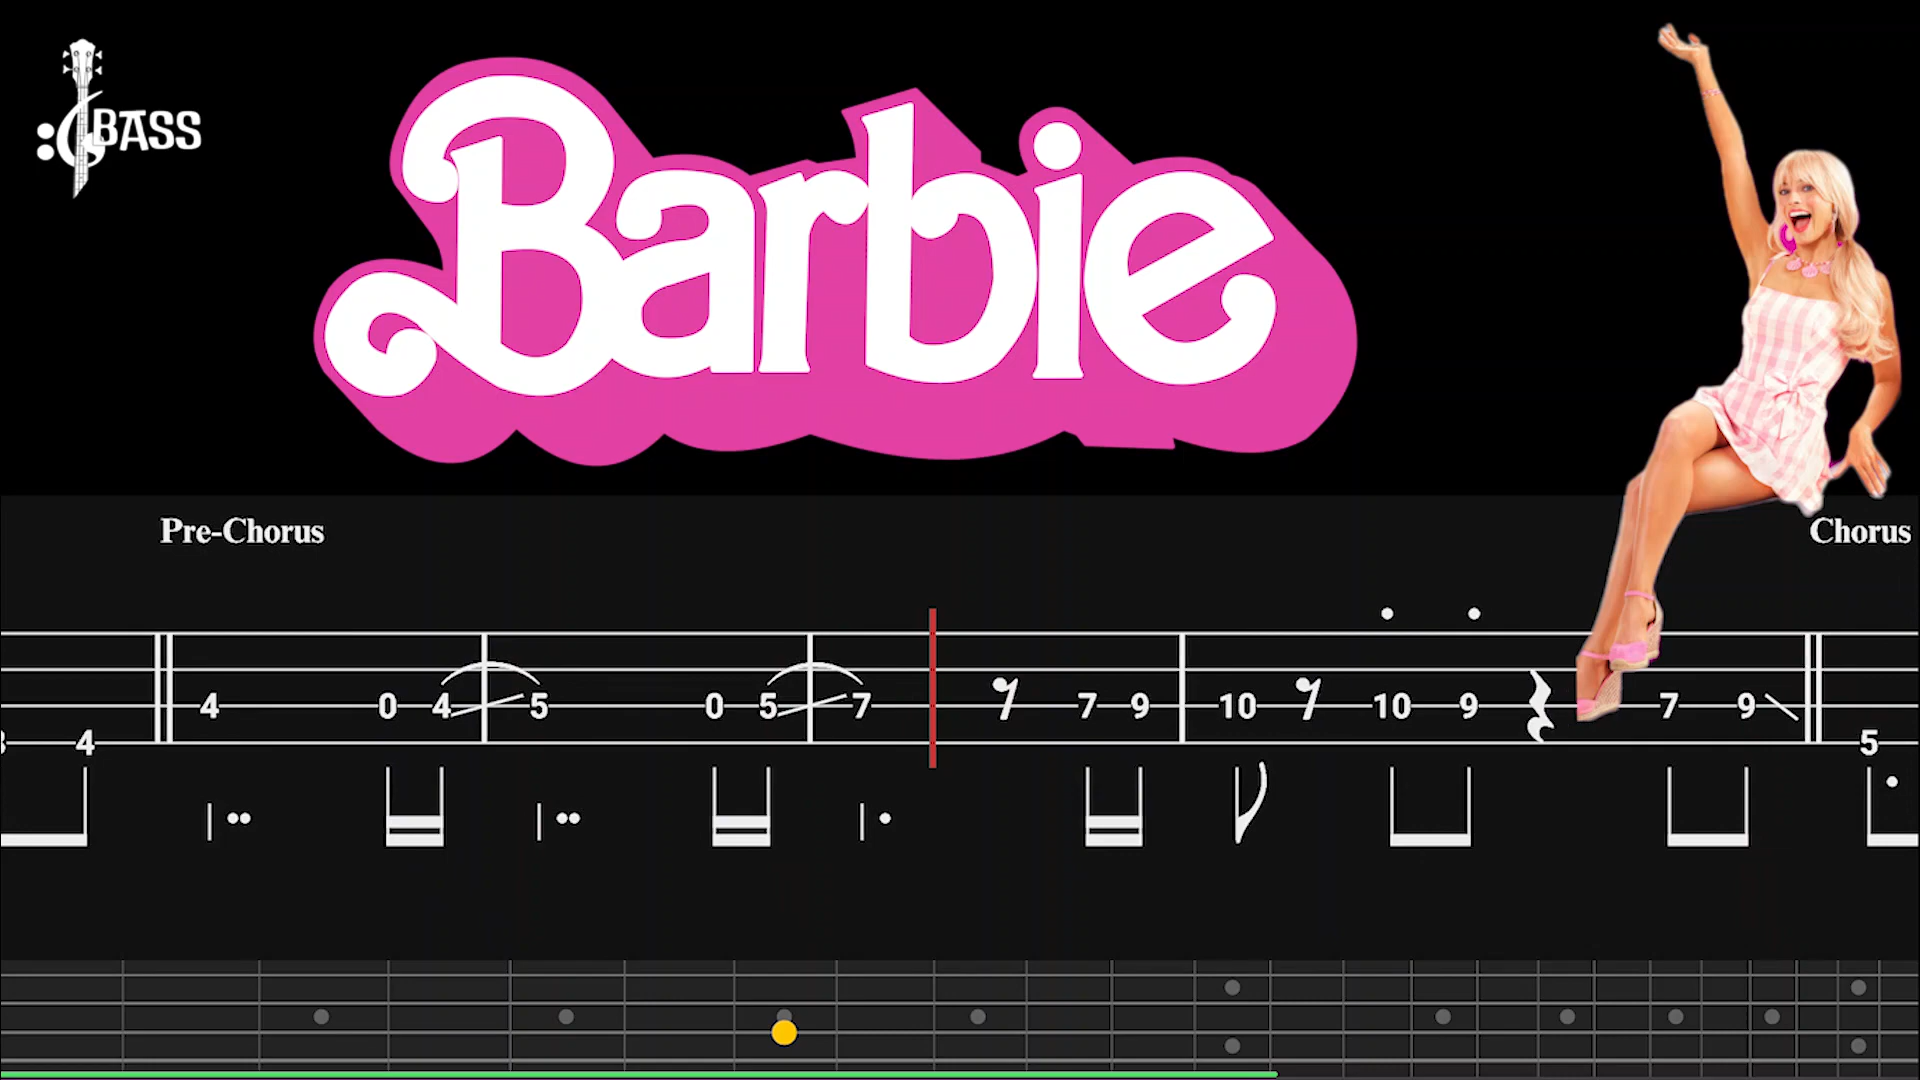 BASS
Barbie
Pre-Chorus
Chorus
4 0 4 5 0 5 7 7 9 10 10 9 7 9
4 5